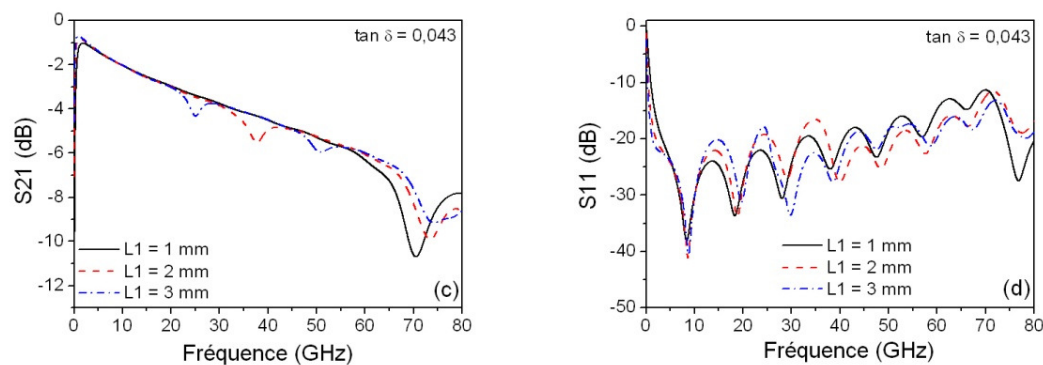 tan δ = 0,043
S21 (dB)
0
-2
-4
-6
-8
-10
-12
L1 = 1 mm
L1 = 2 mm
L1 = 3 mm
(c)
0 10 20 30 40 50 60 70 80
Fréquence (GHz)
tan δ = 0,043
S11 (dB)
0
-10
-20
-30
-40
-50
L1 = 1 mm
L1 = 2 mm
L1 = 3 mm
(d)
0 10 20 30 40 50 60 70 80
Fréquence (GHz)